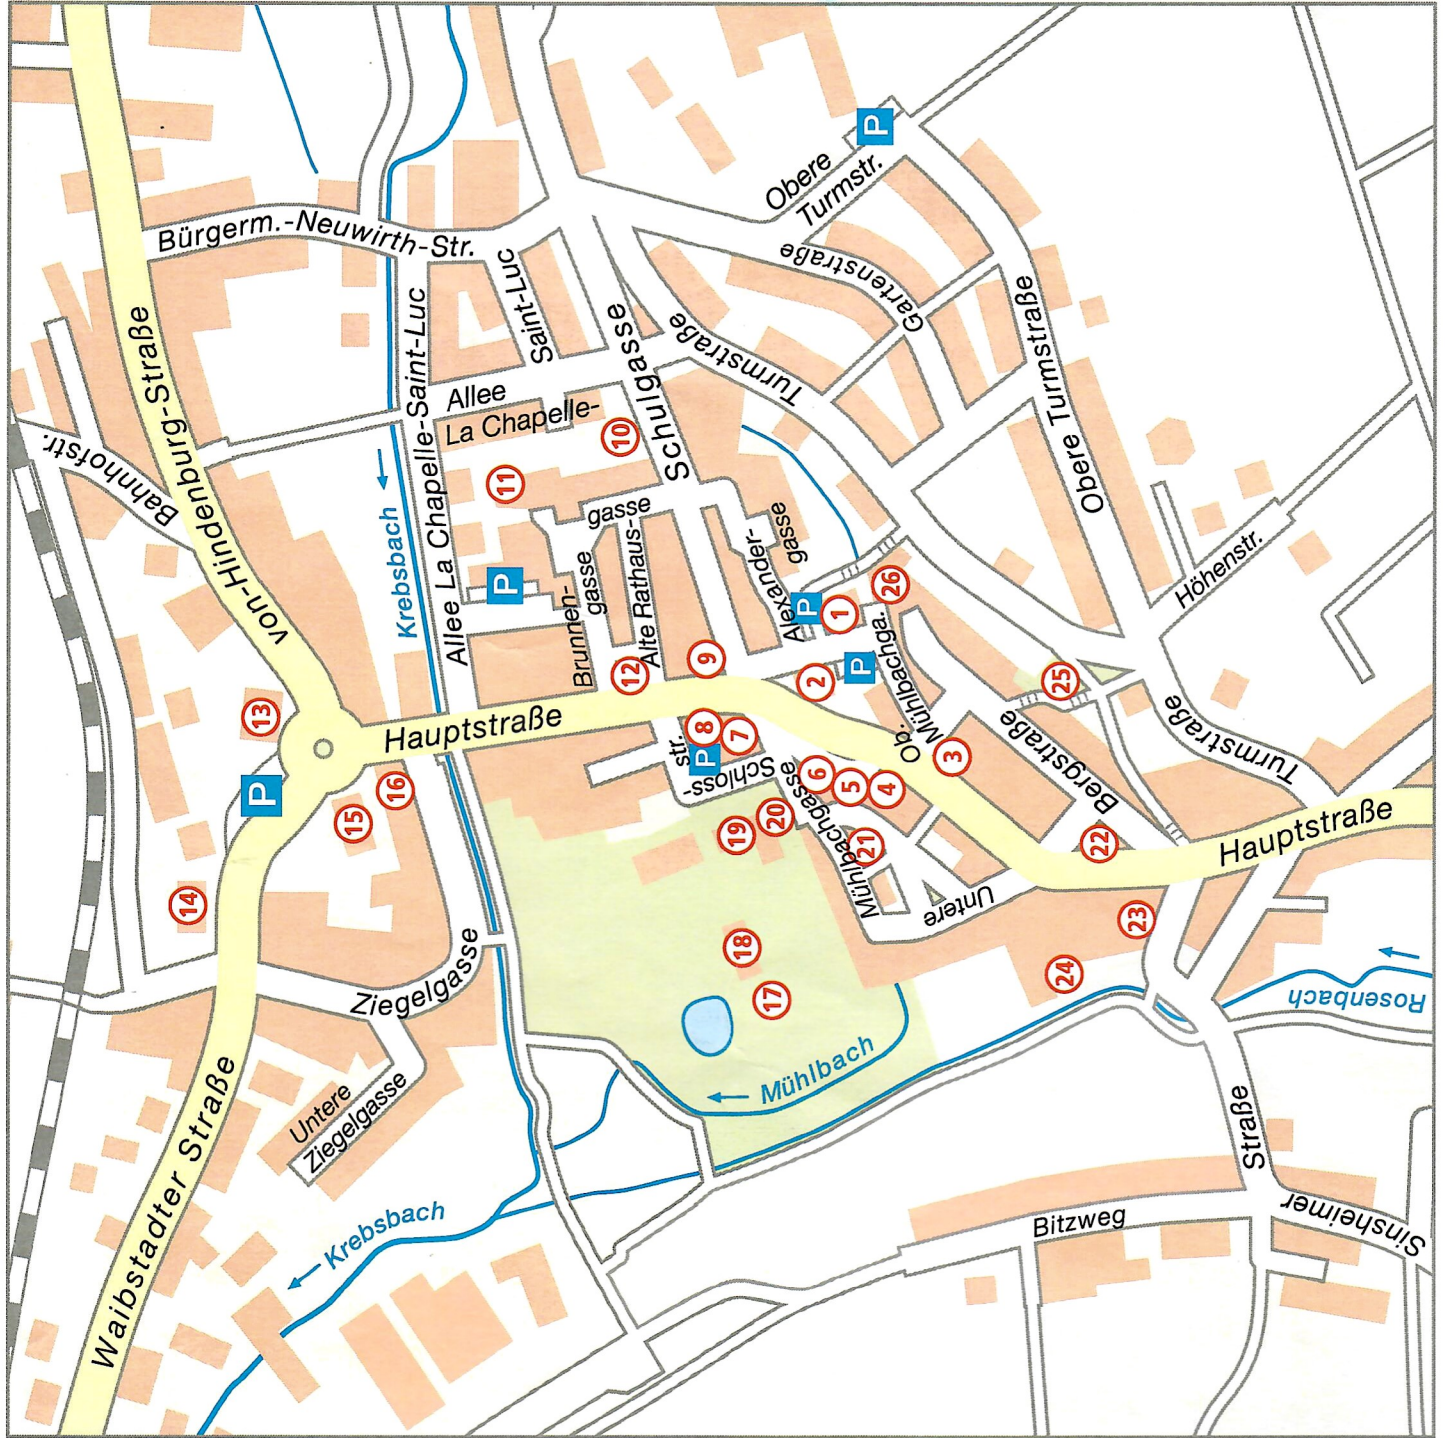 von-Hindenburg-Straße
Bahnhofstr.
Bürgerm.-Neuwirth-Str.
Krebsbach
Allee La Chapelle-Saint-Luc
Allee
La Chapelle-
Saint-Luc
Schulgasse
Obere
Turmstr.
P
Gartenstraße
Turmstraße
Obere Turmstraße
Höhenstr.
10
11
P
Brunnen-
gasse
Alte Rathaus-
gasse
Alexander-
gasse
P
1
26
P
2
9
12
Hauptstraße
13
P
14
15
16
Schloss-
str.
P
8
7
6
5
4
3
Ob.
Mühlbachga.
Bergstraße
25
Turmstraße
Hauptstraße
22
23
24
Untere
Mühlbachgasse
21
20
19
18
17
Mühlbach
Rosenbach
Ziegelgasse
Untere
Ziegelgasse
Waibstadter Straße
Krebsbach
Bitzweg
Sinsheimer
Straße